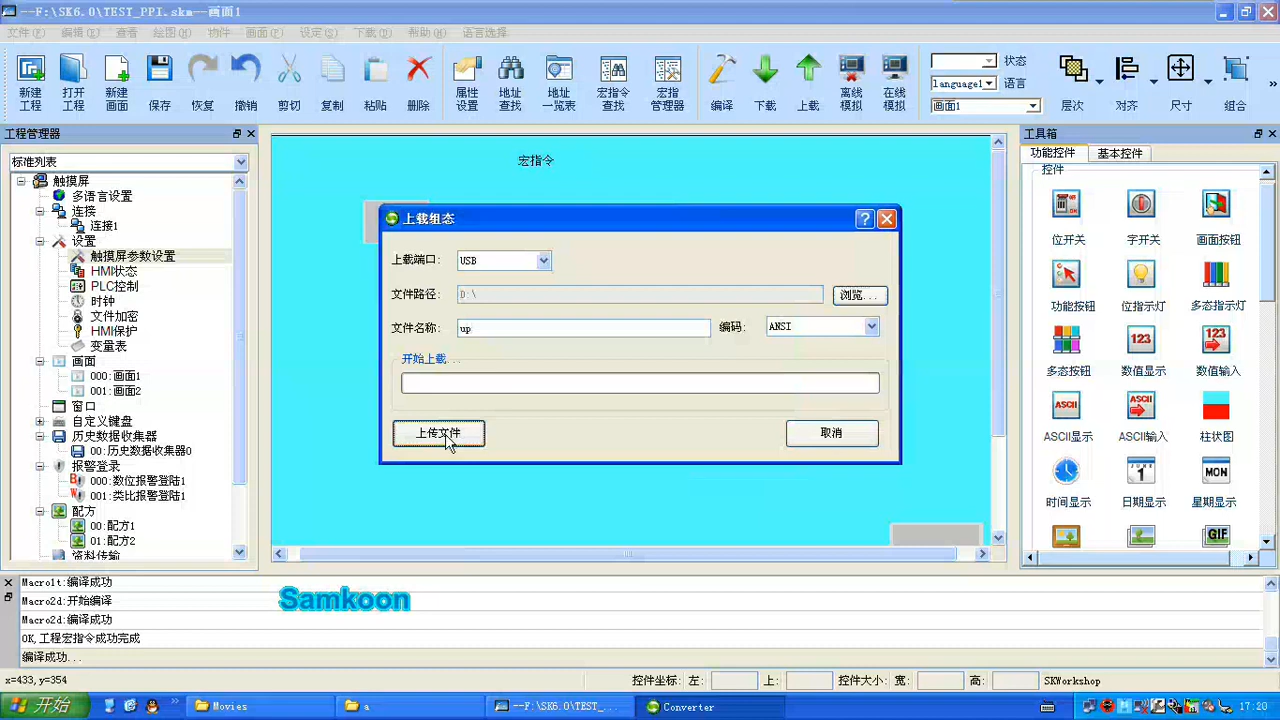 --F:\SK6.0\TEST_PPI.skm--画面1
文件(F) 编辑(E) 查看 绘图(H) 物件 画面(P) 设定(S) 下载(D) 帮助(H) 语言选择
新建工程 打开工程 新建画面 保存 恢复 撤销 剪切 复制 粘贴 删除 属性设置 地址查找 地址一览表 宏指令查找 宏指管理器 编译 下载 上载 离线模拟 在线模拟
状态
language1 语言
画面1
层次 对齐 尺寸 组合
工程管理器
标准列表
触摸屏
多语言设置
连接
连接1
设置
触摸屏参数设置
HMI状态
PLC控制
时钟
文件加密
HMI保护
变量表
画面
000:画面1
001:画面2
窗口
自定义键盘
历史数据收集器
00:历史数据收集器0
报警登录
000:数位报警登陆1
001:类比报警登陆1
配方
00:配方1
01:配方2
资料传输
宏指令
上载组态
上载端口: USB
文件路径: D:\ 浏览...
文件名称: up 编码: ANSI
开始上载...
上传文件 取消
工具箱
功能控件 基本控件
控件
位开关 字开关 画面按钮
功能按钮 位指示灯 多态指示灯
多态按钮 数值显示 数值输入
ASCII显示 ASCII输入 柱状图
时间显示 日期显示 星期显示
Macro1t:编译成功
Macro2d:开始编译
Macro2d:编译成功
OK,工程宏指令成功完成
编译成功...
Samkoon
x=433, y=354 控件坐标: 左: 上: 控件大小: 宽: 高: SKWorkshop
开始 Movies a --F:\SK6.0\TEST_... Converter 17:20